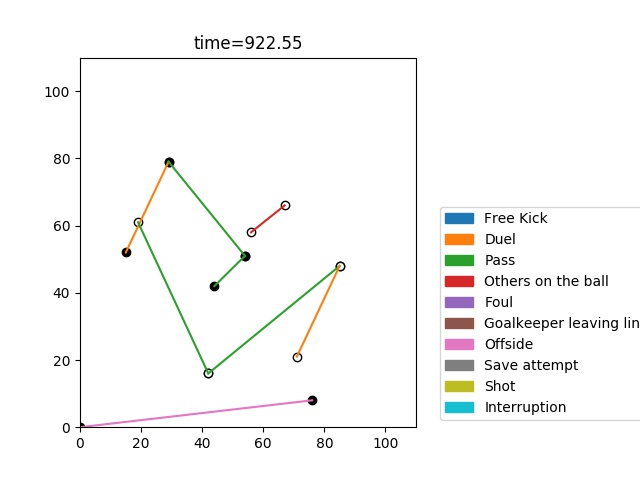 time=922.55
100
80
60
40
20
0
0 20 40 60 80 100
Free Kick
Duel
Pass
Others on the ball
Foul
Goalkeeper leaving lin
Offside
Save attempt
Shot
Interruption